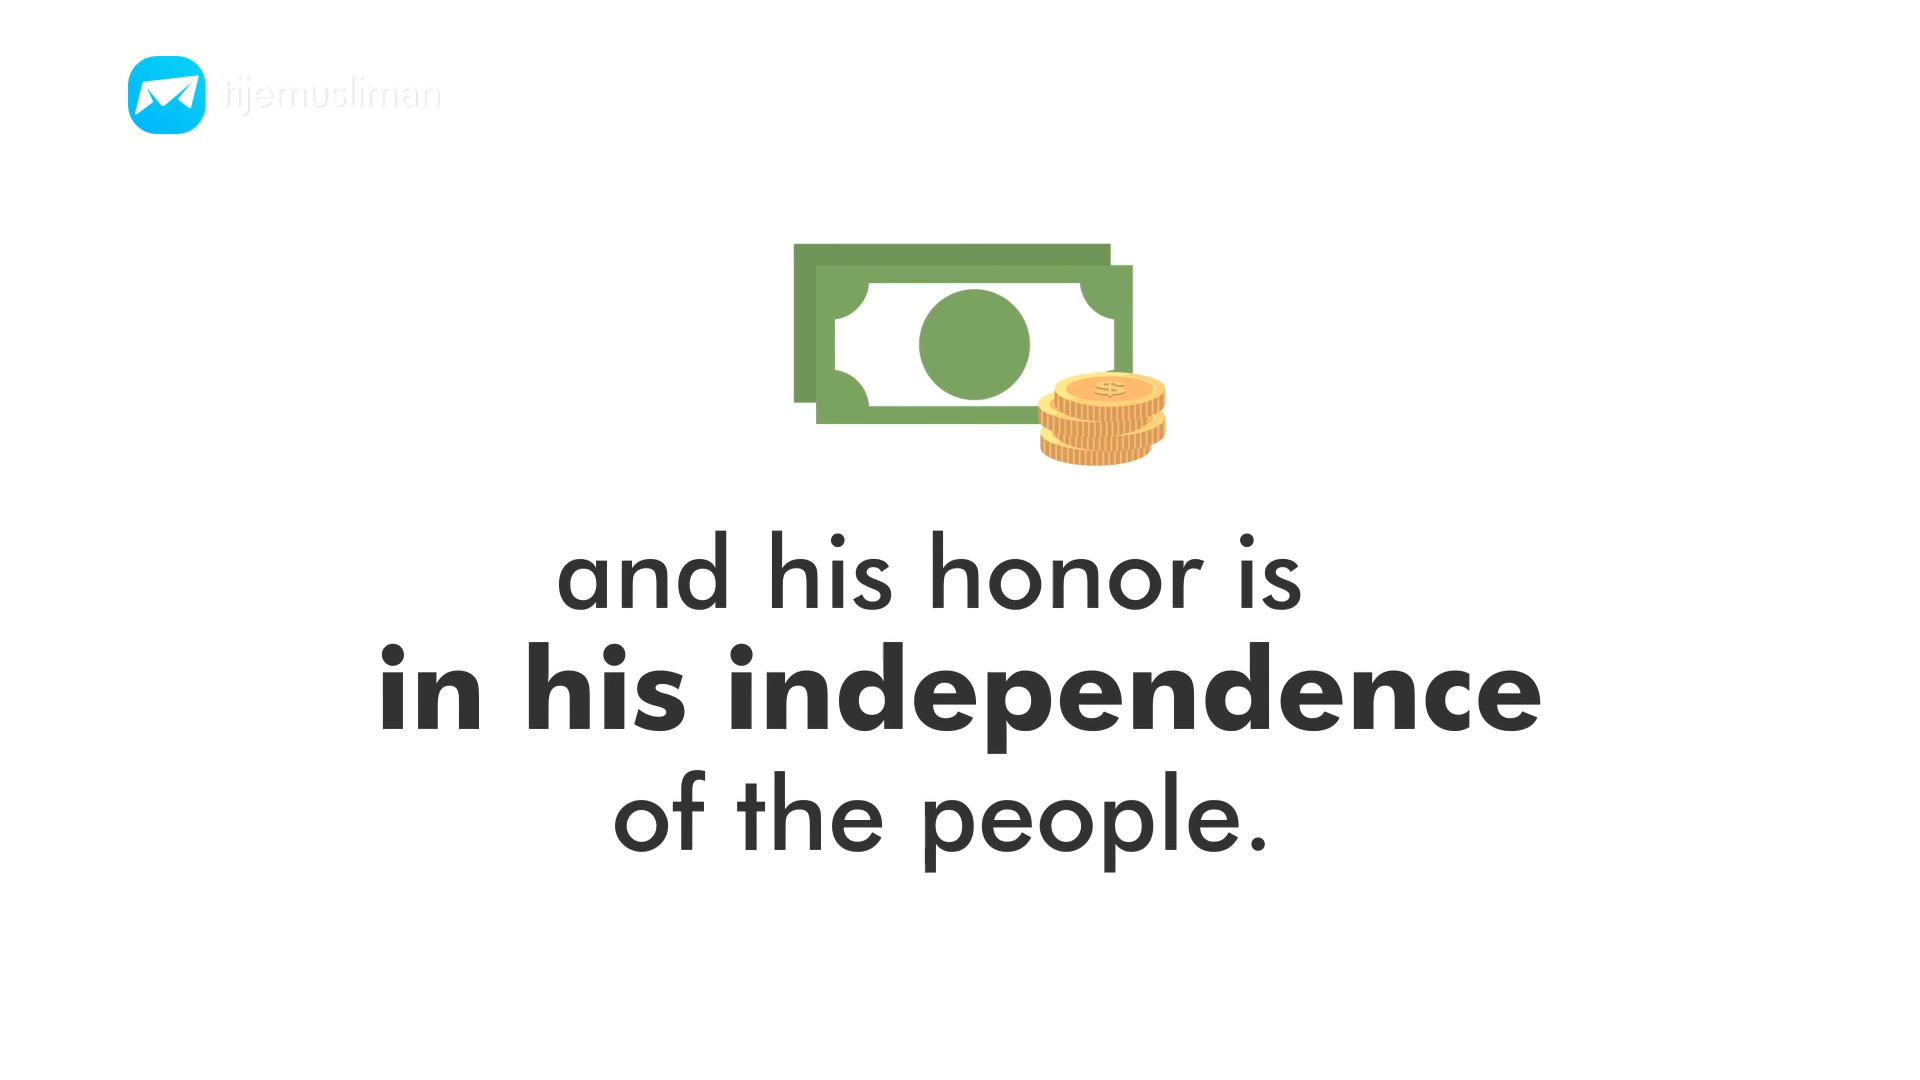 tijemusliman
and his honor is
in his independence
of the people.